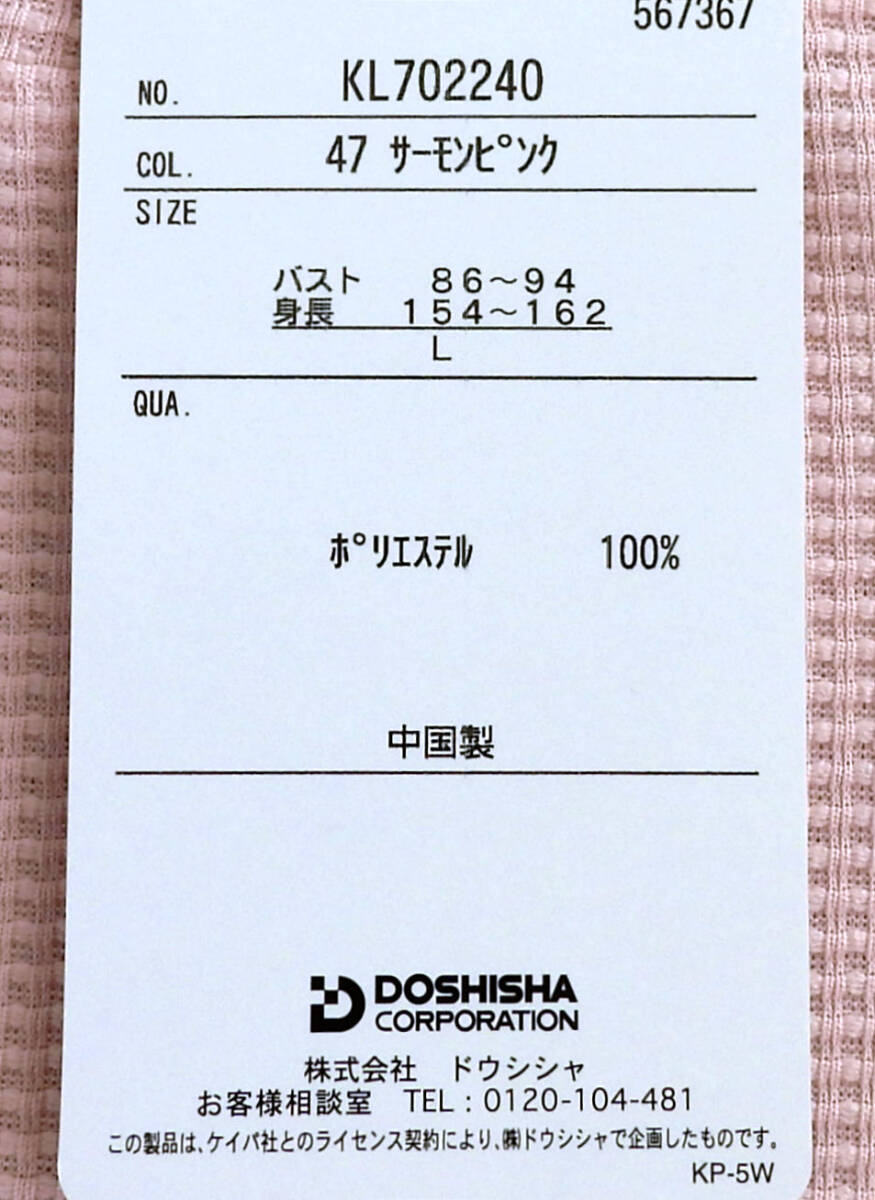 567367
NO. KL702240
COL. 47 ｻｰﾓﾝﾋﾟﾝｸ
SIZE
バスト 86～94
身長 154～162
L
QUA.
ﾎﾟﾘｴｽﾃﾙ 100%
中国製
DOSHISHA
CORPORATION
株式会社 ドウシシャ
お客様相談室 TEL : 0120-104-481
この製品は、ケイパ社とのライセンス契約により、㈱ドウシシャで企画したものです。
KP-5W